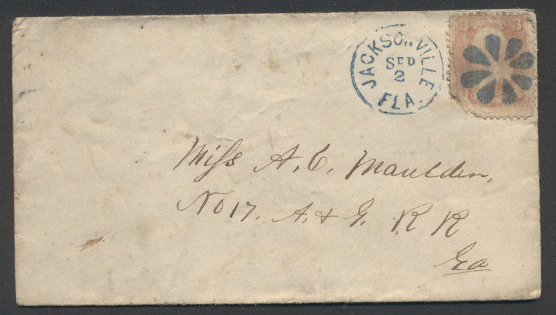 JACKSONVILLE
SEP
2
FLA.
Miss A. C. Maulden,
No 17. A. & G. R R
Ga